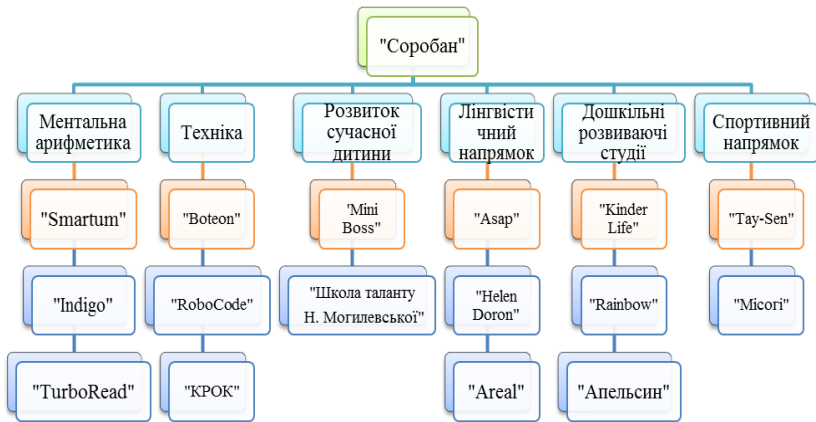 "Соробан"
Ментальна
арифметика
Техніка
Розвиток
сучасної
дитини
Лінгвісти
чний
напрямок
Дошкільні
розвиваючі
студії
Спортивний
напрямок
"Smartum"
"Boteon"
'Mini
Boss"
"Asap"
"Kinder
Life"
"Tay-Sen"
"Indigo"
"RoboCode"
"Школа таланту
Н. Могилевської"
"Helen
Doron"
"Rainbow"
"Micori"
"TurboRead"
"КРОК"
"Areal"
"Апельсин"